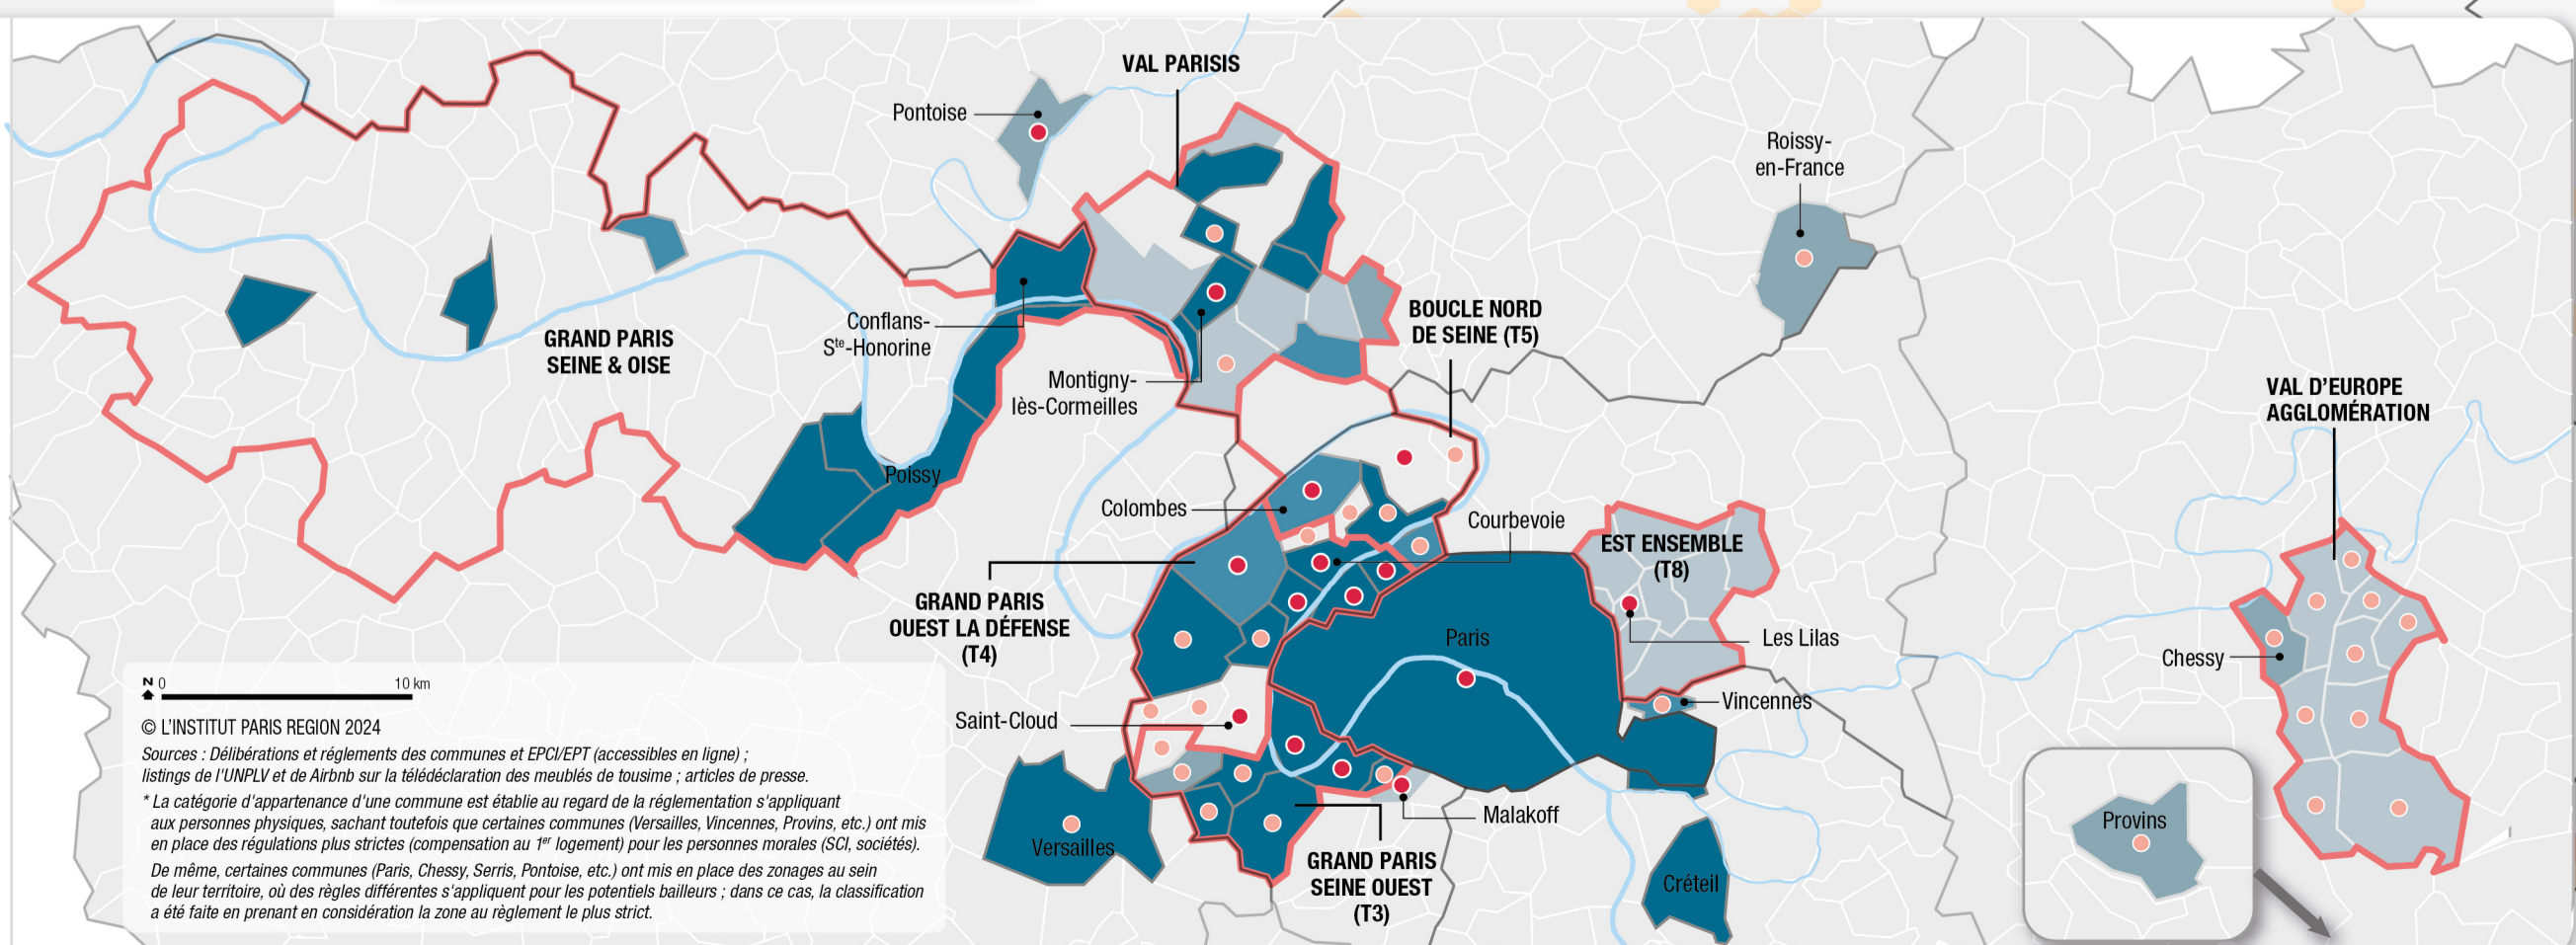 VAL PARISIS
Pontoise
Roissy-
en-France
BOUCLE NORD
DE SEINE (T5)
GRAND PARIS
SEINE & OISE
Conflans-
Ste-Honorine
Montigny-
lès-Cormeilles
VAL D'EUROPE
AGGLOMÉRATION
Poissy
Colombes
Courbevoie
EST ENSEMBLE
(T8)
GRAND PARIS
OUEST LA DÉFENSE
(T4)
Paris
Les Lilas
Chessy
Saint-Cloud
Vincennes
Malakoff
Versailles
GRAND PARIS
SEINE OUEST
(T3)
Créteil
Provins
N 0 10 km
© L'INSTITUT PARIS REGION 2024
Sources : Délibérations et réglements des communes et EPCI/EPT (accessibles en ligne) ;
listings de l'UNPLV et de Airbnb sur la télédéclaration des meublés de tousime ; articles de presse.
* La catégorie d'appartenance d'une commune est établie au regard de la réglementation s'appliquant
aux personnes physiques, sachant toutefois que certaines communes (Versailles, Vincennes, Provins, etc.) ont mis
en place des régulations plus strictes (compensation au 1er logement) pour les personnes morales (SCI, sociétés).
De même, certaines communes (Paris, Chessy, Serris, Pontoise, etc.) ont mis en place des zonages au sein
de leur territoire, où des règles différentes s'appliquent pour les potentiels bailleurs ; dans ce cas, la classification
a été faite en prenant en considération la zone au règlement le plus strict.